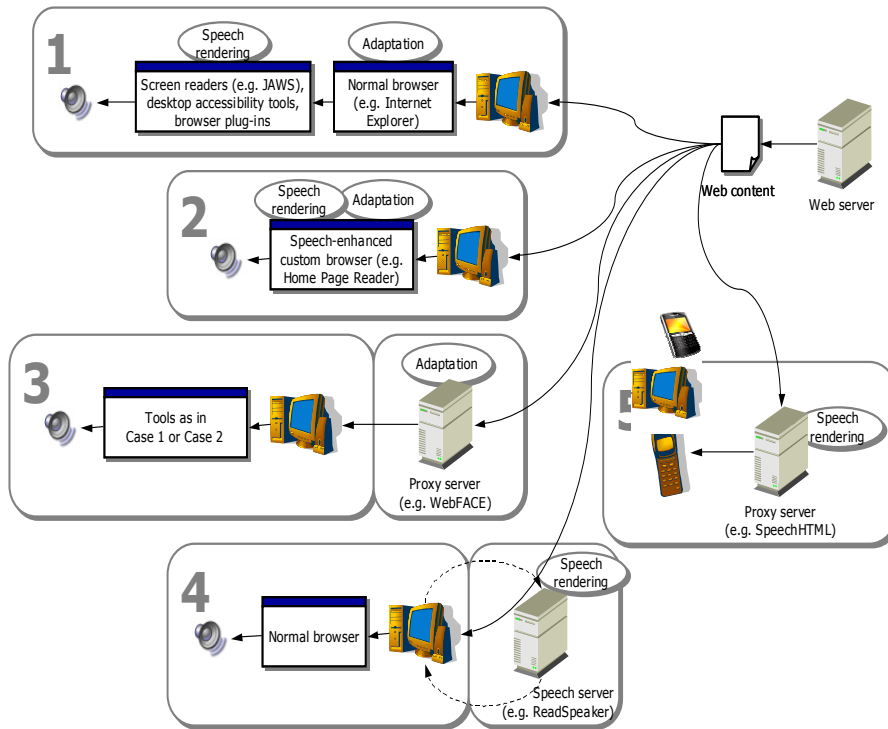 1
Speech
rendering
Adaptation
Screen readers (e.g. JAWS),
desktop accessibility tools,
browser plug-ins
Normal browser
(e.g. Internet
Explorer)
Web content
Web server
2
Speech
rendering
Adaptation
Speech-enhanced
custom browser (e.g.
Home Page Reader)
3
Tools as in
Case 1 or Case 2
Adaptation
Proxy server
(e.g. WebFACE)
5
Speech
rendering
Proxy server
(e.g. SpeechHTML)
4
Normal browser
Speech
rendering
Speech server
(e.g. ReadSpeaker)